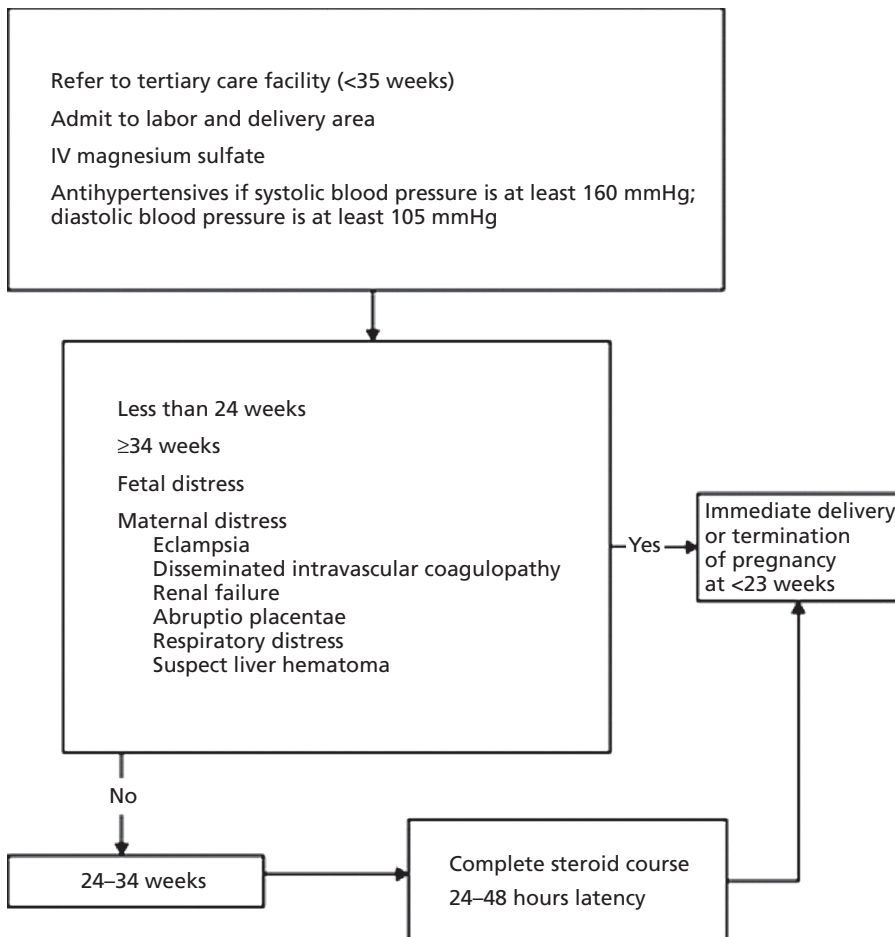 Refer to tertiary care facility (<35 weeks)
Admit to labor and delivery area
IV magnesium sulfate
Antihypertensives if systolic blood pressure is at least 160 mmHg;
diastolic blood pressure is at least 105 mmHg
Less than 24 weeks
≥34 weeks
Fetal distress
Maternal distress
Eclampsia
Disseminated intravascular coagulopathy
Renal failure
Abruptio placentae
Respiratory distress
Suspect liver hematoma
Yes
Immediate delivery
or termination
of pregnancy
at <23 weeks
No
24–34 weeks
Complete steroid course
24–48 hours latency